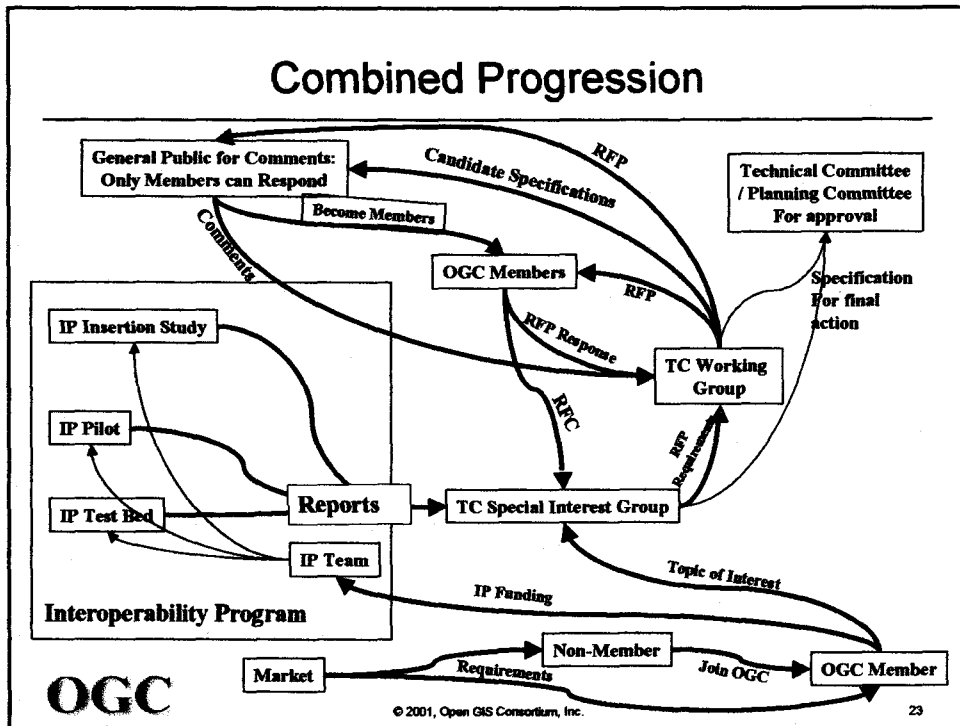 Combined Progression
General Public for Comments:
Only Members can Respond
RFP
Candidate Specifications
Technical Committee
/ Planning Committee
For approval
Become Members
Comments
OGC Members
RFP
Specification
For final
action
IP Insertion Study
RFP Response
TC Working
Group
RFC
IP Pilot
RFP
Requirements
Reports
TC Special Interest Group
IP Test Bed
IP Team
Topic of Interest
IP Funding
Interoperability Program
Non-Member
Market
Requirements
Join OGC
OGC Member
OGC
© 2001, Open GIS Consortium, Inc.
23